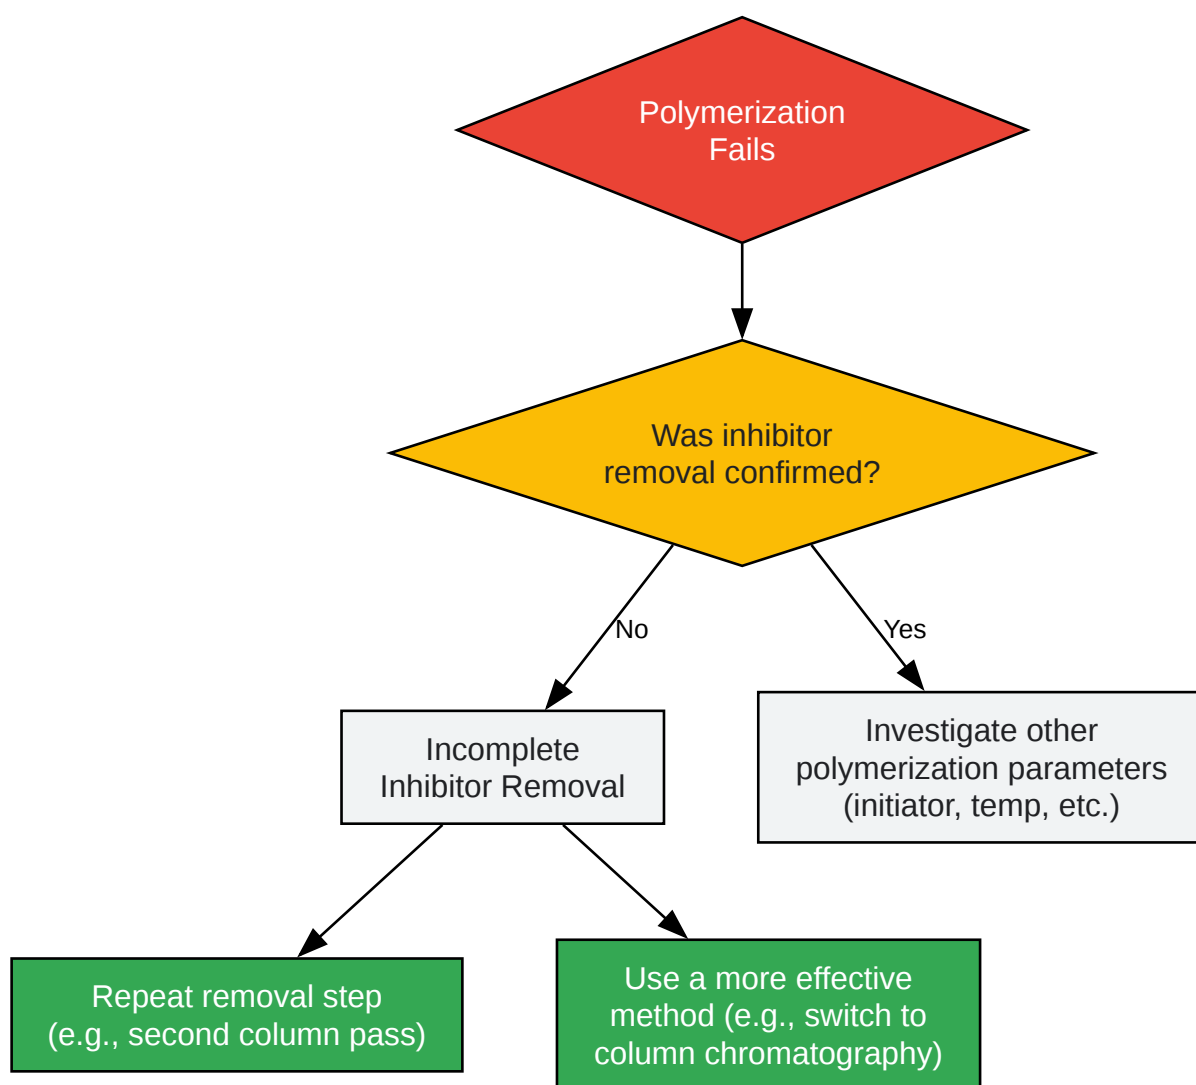 Polymerization
Fails
Was inhibitor
removal confirmed?
No
Yes
Incomplete
Inhibitor Removal
Investigate other
polymerization parameters
(initiator, temp, etc.)
Repeat removal step
(e.g., second column pass)
Use a more effective
method (e.g., switch to
column chromatography)